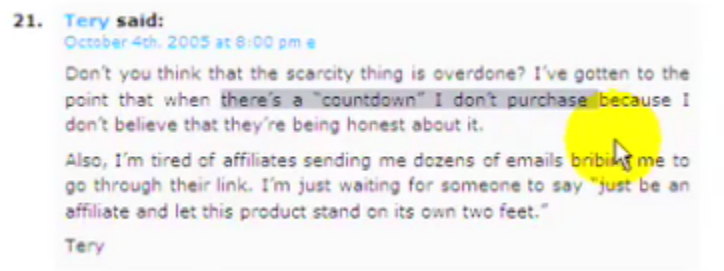 21. Tery said:
October 4th, 2005 at 8:00 pm e
Don't you think that the scarcity thing is overdone? I've gotten to the
point that when there's a "countdown" I don't purchase because I
don't believe that they're being honest about it.
Also, I'm tired of affiliates sending me dozens of emails bribing me to
go through their link. I'm just waiting for someone to say "just be an
affiliate and let this product stand on its own two feet."
Tery